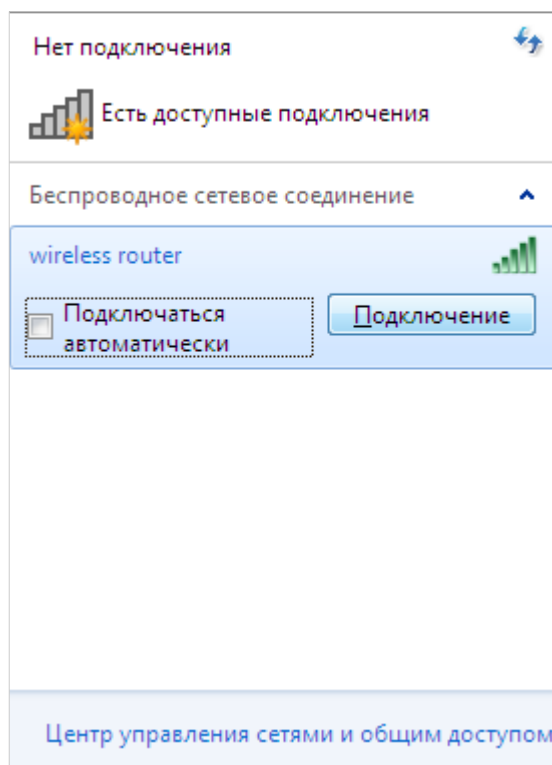 Нет подключения
Есть доступные подключения
Беспроводное сетевое соединение
wireless router
Подключаться
автоматически
Подключение
Центр управления сетями и общим доступом